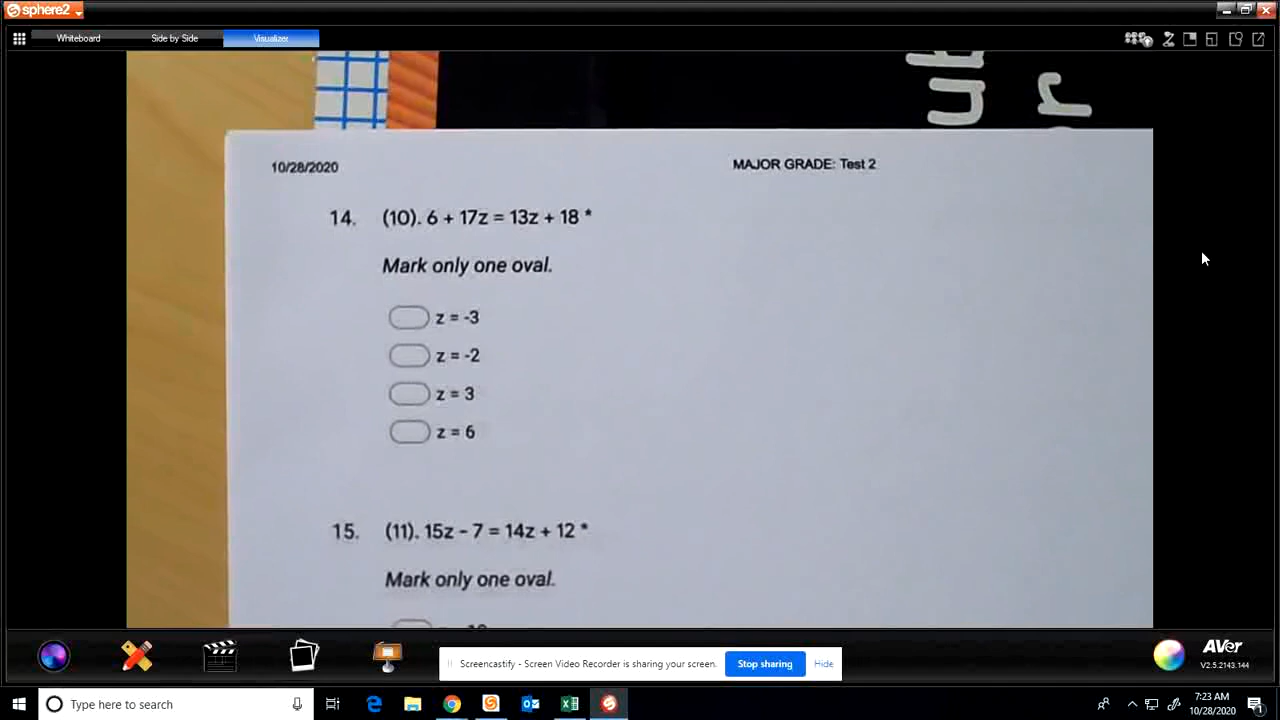 sphere2
Whiteboard
Side by Side
Visualizer
10/28/2020
MAJOR GRADE: Test 2
14. (10). 6 + 17z = 13z + 18 *
Mark only one oval.
z = -3
z = -2
z = 3
z = 6
15. (11). 15z - 7 = 14z + 12 *
Mark only one oval.
Screencastify - Screen Video Recorder is sharing your screen.
Stop sharing
Hide
AVer
V2.5.2143.144
Type here to search
7:23 AM
10/28/2020